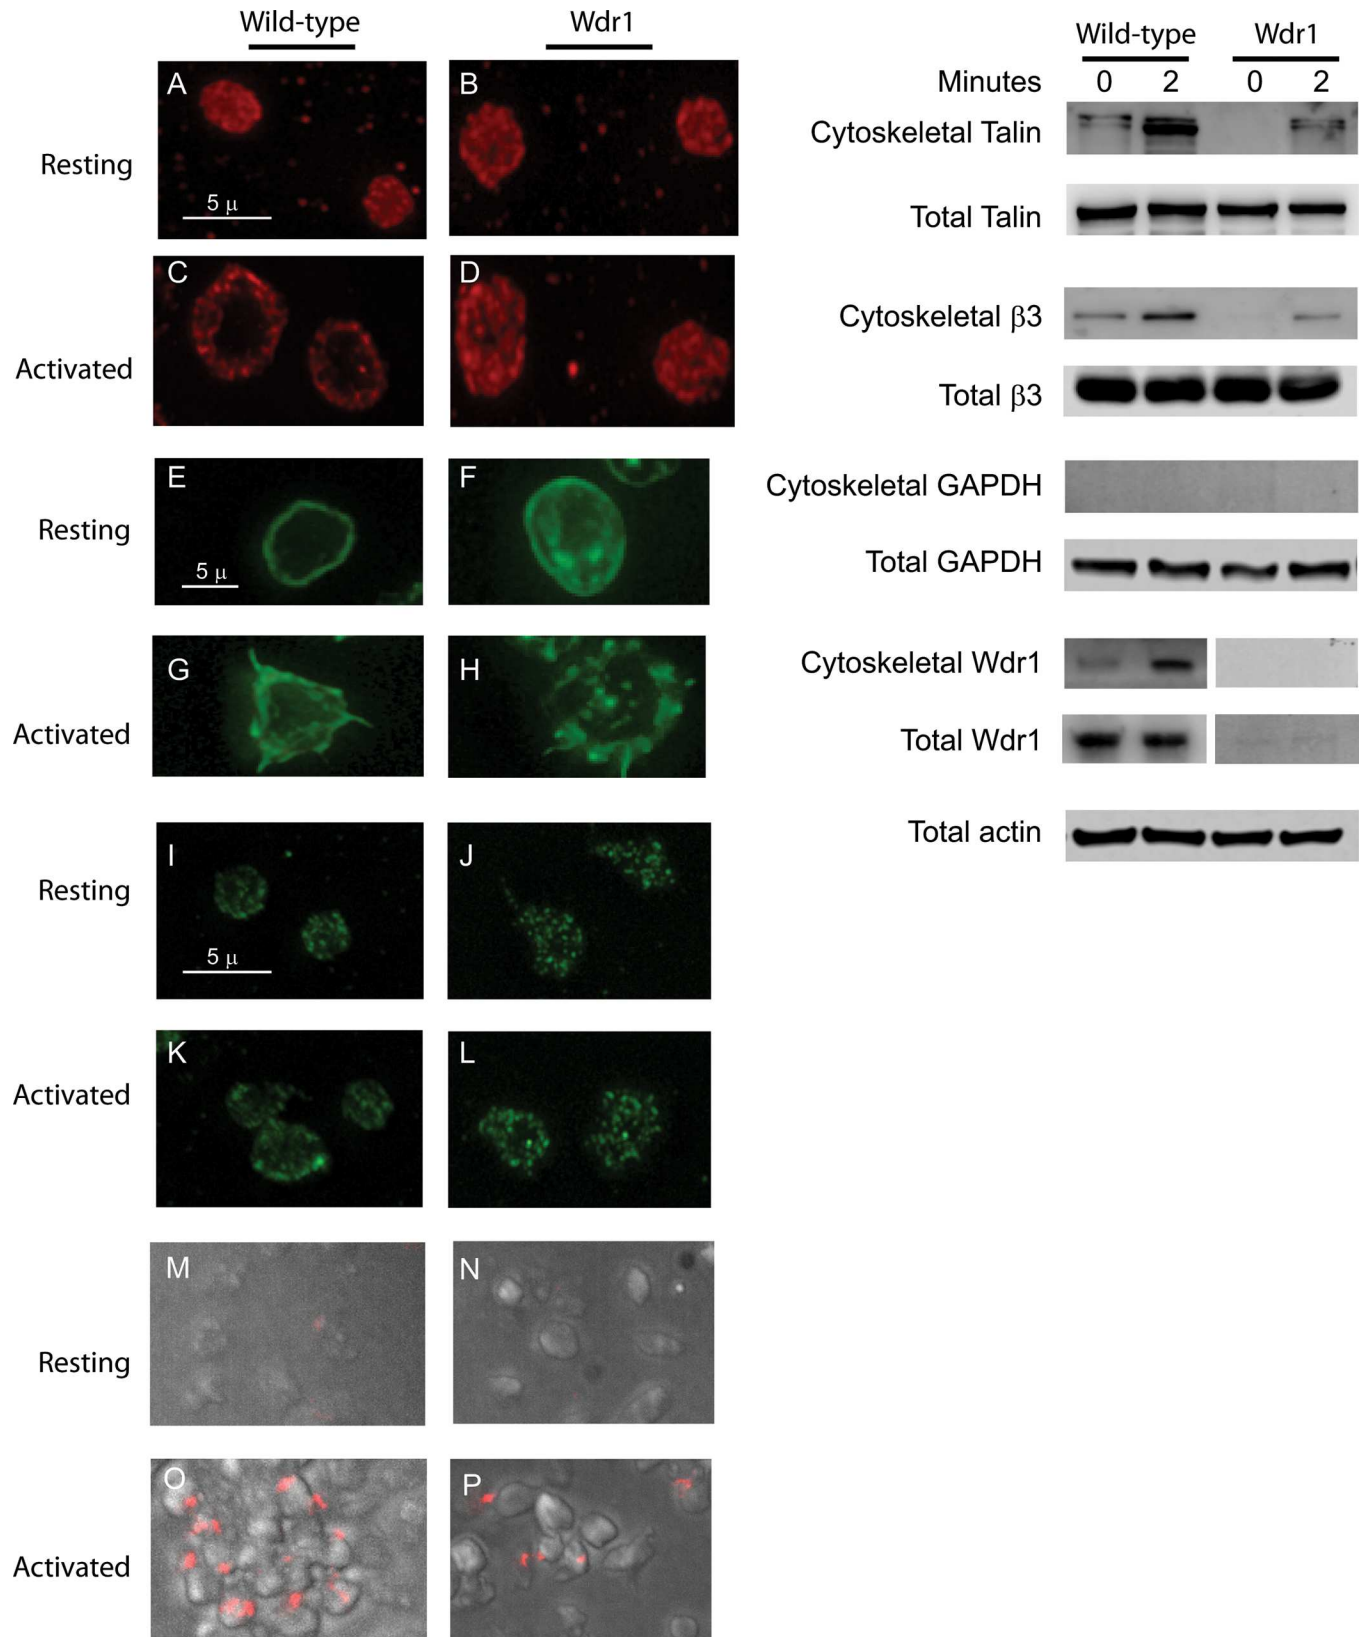 Wild-type Wdr1
A B
Resting
5 μ
C D
Activated
E F
Resting
5 μ
G H
Activated
I J
Resting
5 μ
K L
Activated
M N
Resting
O P
Activated
Wild-type Wdr1
Minutes 0 2 0 2
Cytoskeletal Talin
Total Talin
Cytoskeletal β3
Total β3
Cytoskeletal GAPDH
Total GAPDH
Cytoskeletal Wdr1
Total Wdr1
Total actin